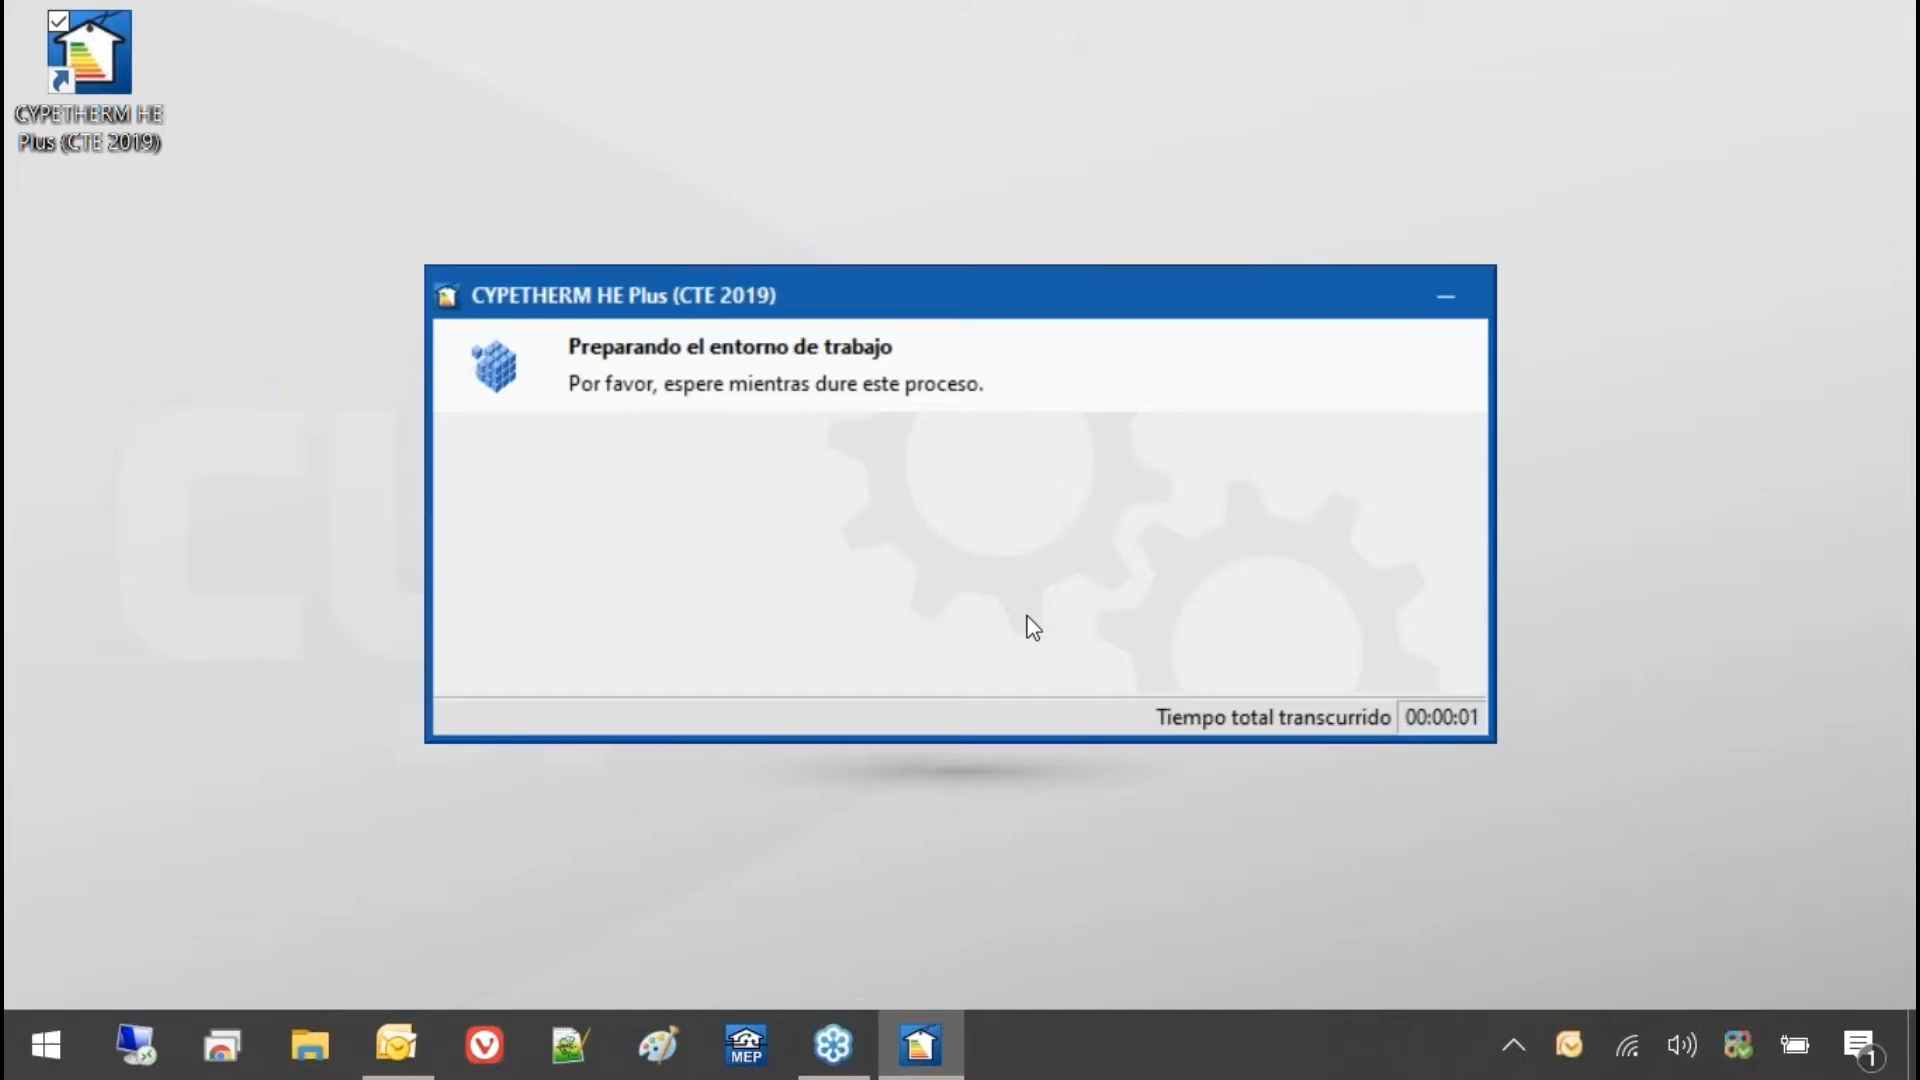 CYPETHERM HE
Plus (CTE 2019)
CYPETHERM HE Plus (CTE 2019)
Preparando el entorno de trabajo
Por favor, espere mientras dure este proceso.
Tiempo total transcurrido 00:00:01
MEP
1